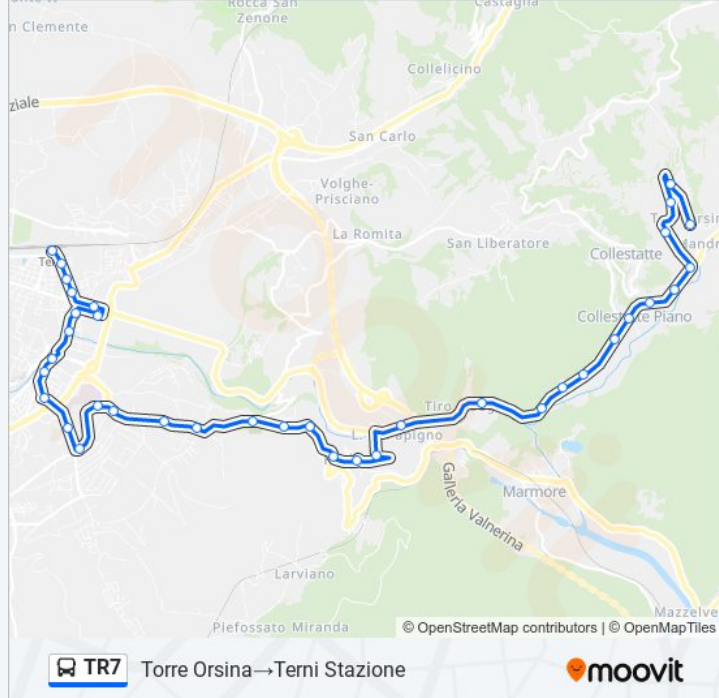 Rocca San
Zenone
Castagna
n Clemente
Collelicino
ziale
San Carlo
Volghe-
Prisciano
La Romita
San Liberatore
Collestatte
Collestatte Piano
Tiro
Marmore
Galleria Valnerina
Larviano
Piefossato Miranda
Mazzelve
© OpenStreetMap contributors | © OpenMapTiles
TR7 Torre Orsina→Terni Stazione
moovit